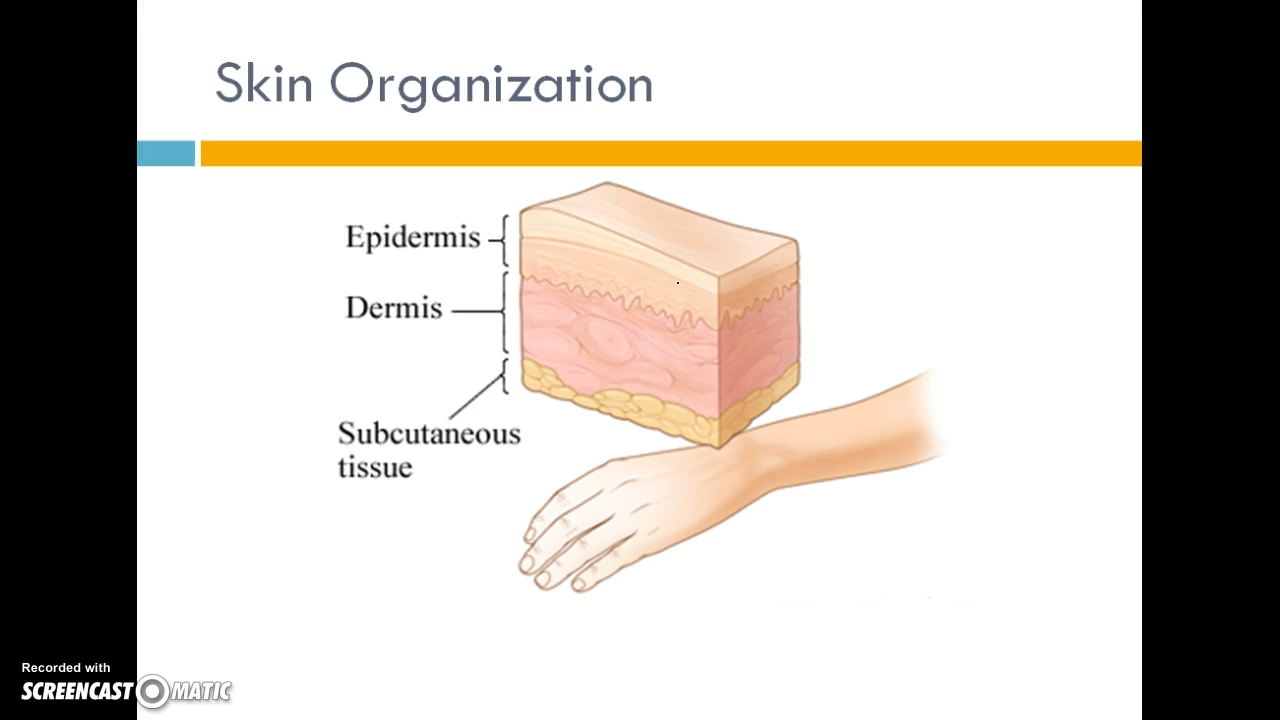 Skin Organization
Epidermis
Dermis
Subcutaneous
tissue
Recorded with
SCREENCAST MATIC